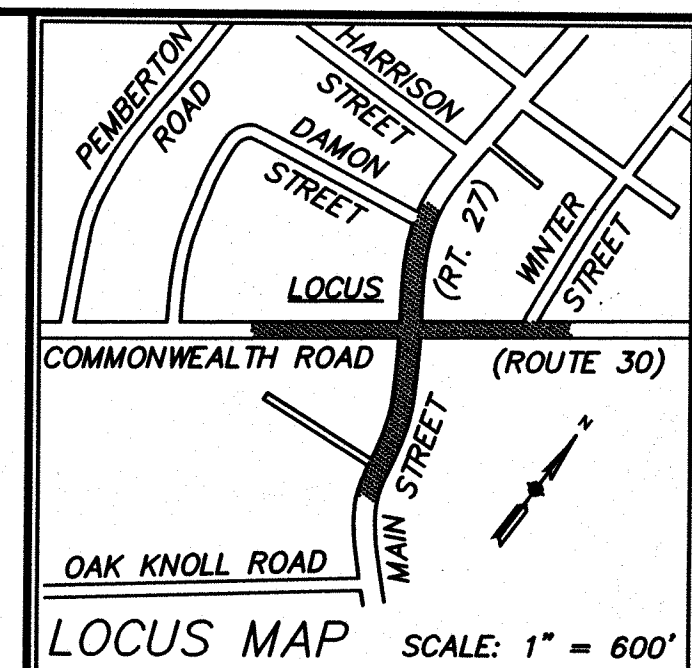 PEMBERTON
ROAD
HARRISON
STREET
DAMON
STREET
(RT. 27)
WINTER
STREET
LOCUS
COMMONWEALTH ROAD
(ROUTE 30)
MAIN STREET
N
OAK KNOLL ROAD
LOCUS MAP
SCALE: 1" = 600'